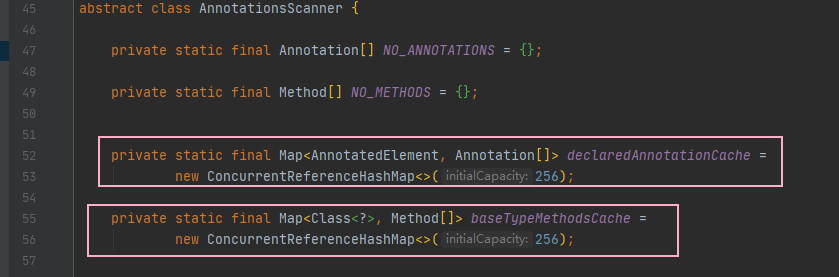 45 abstract class AnnotationsScanner {
46
47 private static final Annotation[] NO_ANNOTATIONS = {};
48
49 private static final Method[] NO_METHODS = {};
50
51
52 private static final Map<AnnotatedElement, Annotation[]> declaredAnnotationCache =
53 new ConcurrentReferenceHashMap<>( initialCapacity: 256);
54
55 private static final Map<Class<?>, Method[]> baseTypeMethodsCache =
56 new ConcurrentReferenceHashMap<>( initialCapacity: 256);
57